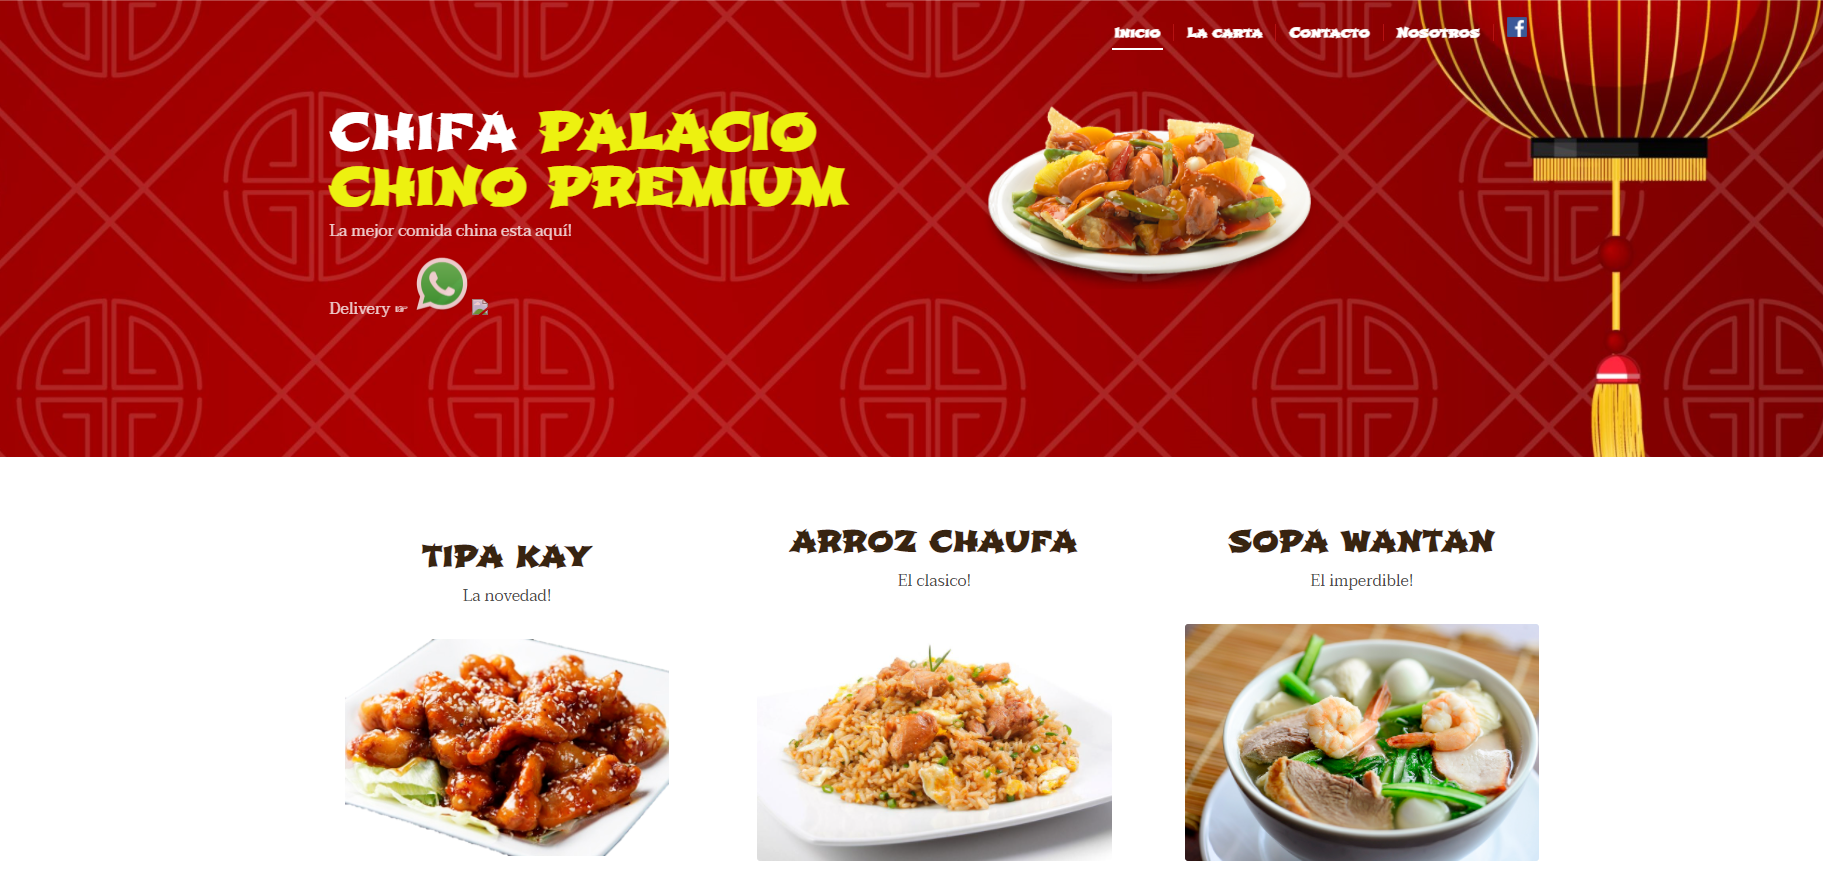 Inicio La carta Contacto Nosotros
CHIFA PALACIO
CHINO PREMIUM
La mejor comida china esta aquí!
Delivery ☞
TIPA KAY
La novedad!
ARROZ CHAUFA
El clasico!
SOPA WANTAN
El imperdible!